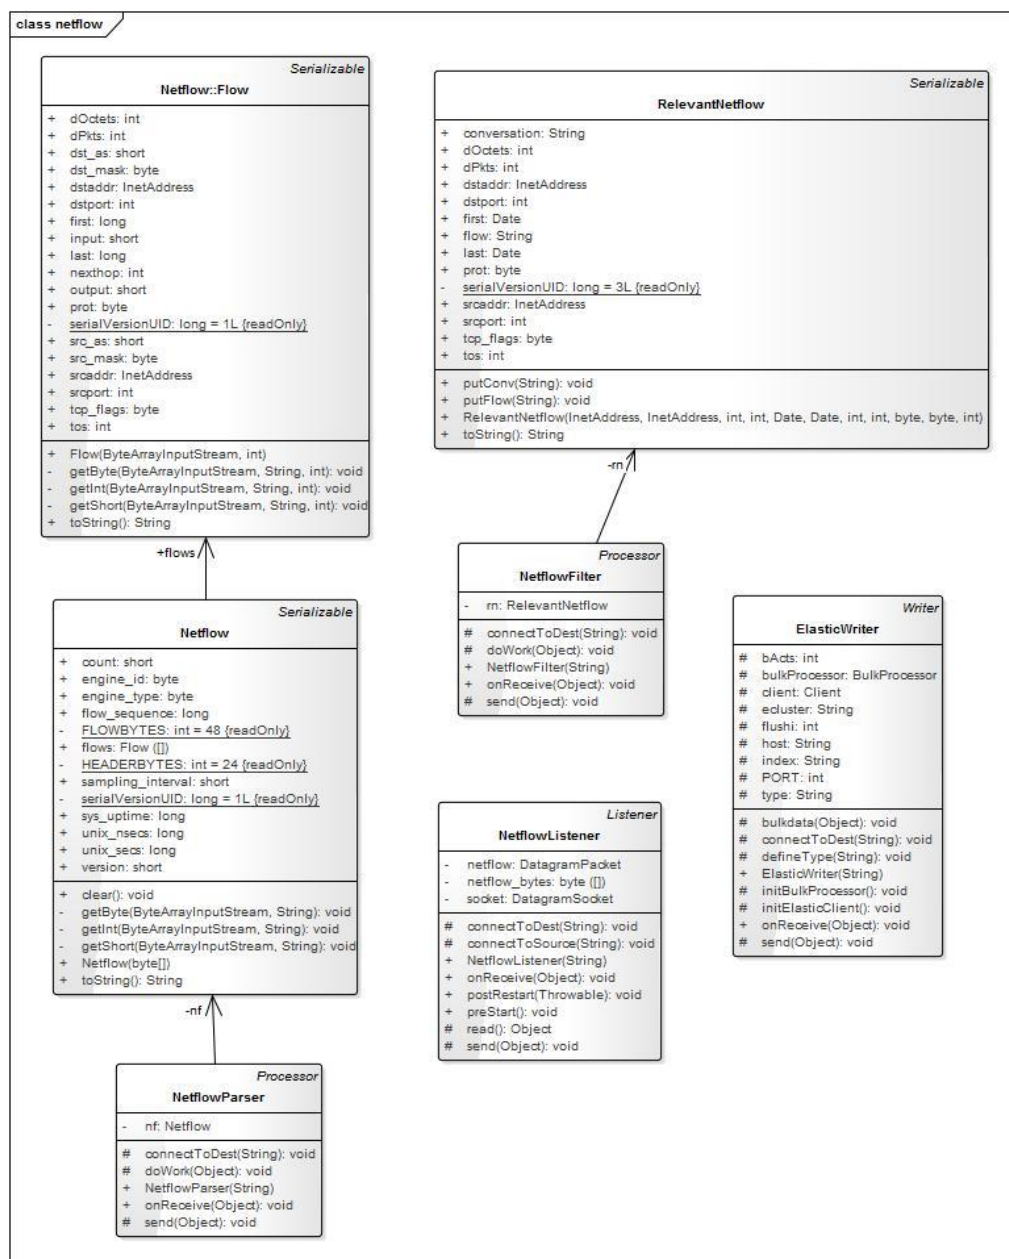 class netflow
Serializable
Netflow::Flow
+ dOctets: int
+ dPkts: int
+ dst_as: short
+ dst_mask: byte
+ dstaddr: InetAddress
+ dstport: int
+ first: long
+ input: short
+ last: long
+ nexthop: int
+ output: short
+ prot: byte
- serialVersionUID: long = 1L {readOnly}
+ src_as: short
+ src_mask: byte
+ srcaddr: InetAddress
+ srcport: int
+ tcp_flags: byte
+ tos: int
+ Flow(ByteArrayInputStream, int)
- getByte(ByteArrayInputStream, String, int): void
- getInt(ByteArrayInputStream, String, int): void
- getShort(ByteArrayInputStream, String, int): void
+ toString(): String
Serializable
RelevantNetflow
+ conversation: String
+ dOctets: int
+ dPkts: int
+ dstaddr: InetAddress
+ dstport: int
+ first: Date
+ flow: String
+ last: Date
+ prot: byte
- serialVersionUID: long = 3L {readOnly}
+ srcaddr: InetAddress
+ srcport: int
+ tcp_flags: byte
+ tos: int
+ putConv(String): void
+ putFlow(String): void
+ RelevantNetflow(InetAddress, InetAddress, int, int, Date, Date, int, int, byte, byte, int)
+ toString(): String
-rn
+flows
Processor
NetflowFilter
- rn: RelevantNetflow
# connectToDest(String): void
# doWork(Object): void
+ NetflowFilter(String)
+ onReceive(Object): void
# send(Object): void
Serializable
Netflow
+ count: short
+ engine_id: byte
+ engine_type: byte
+ flow_sequence: long
- FLOWBYTES: int = 48 {readOnly}
+ flows: Flow ([])
- HEADERBYTES: int = 24 {readOnly}
+ sampling_interval: short
- serialVersionUID: long = 1L {readOnly}
+ sys_uptime: long
+ unix_nsecs: long
+ unix_secs: long
+ version: short
+ clear(): void
- getByte(ByteArrayInputStream, String): void
- getInt(ByteArrayInputStream, String): void
- getShort(ByteArrayInputStream, String): void
+ Netflow(byte[])
+ toString(): String
Writer
ElasticWriter
# bActs: int
# bulkProcessor: BulkProcessor
# client: Client
# ecluster: String
# flushi: int
# host: String
# index: String
# PORT: int
# type: String
# bulkdata(Object): void
# connectToDest(String): void
# defineType(String): void
+ ElasticWriter(String)
# initBulkProcessor(): void
# initElasticClient(): void
+ onReceive(Object): void
# send(Object): void
Listener
NetflowListener
- netflow: DatagramPacket
- netflow_bytes: byte ([])
- socket: DatagramSocket
# connectToDest(String): void
# connectToSource(String): void
+ NetflowListener(String)
+ onReceive(Object): void
+ postRestart(Throwable): void
+ preStart(): void
# read(): Object
# send(Object): void
-nf
Processor
NetflowParser
- nf: Netflow
# connectToDest(String): void
# doWork(Object): void
+ NetflowParser(String)
+ onReceive(Object): void
# send(Object): void